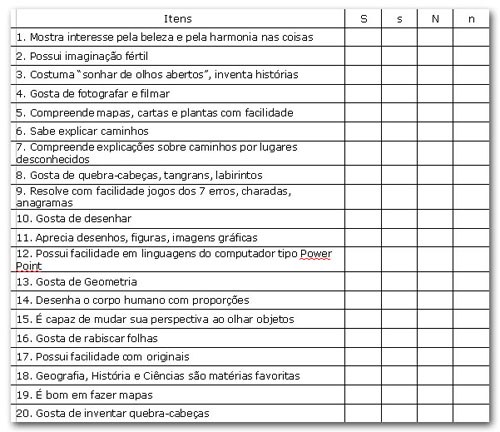 Itens S s N n
1. Mostra interesse pela beleza e pela harmonia nas coisas
2. Possui imaginação fértil
3. Costuma “sonhar de olhos abertos”, inventa histórias
4. Gosta de fotografar e filmar
5. Compreende mapas, cartas e plantas com facilidade
6. Sabe explicar caminhos
7. Compreende explicações sobre caminhos por lugares
desconhecidos
8. Gosta de quebra-cabeças, tangrans, labirintos
9. Resolve com facilidade jogos dos 7 erros, charadas,
anagramas
10. Gosta de desenhar
11. Aprecia desenhos, figuras, imagens gráficas
12. Possui facilidade em linguagens do computador tipo Power
Point
13. Gosta de Geometria
14. Desenha o corpo humano com proporções
15. É capaz de mudar sua perspectiva ao olhar objetos
16. Gosta de rabiscar folhas
17. Possui facilidade com originais
18. Geografia, História e Ciências são matérias favoritas
19. É bom em fazer mapas
20. Gosta de inventar quebra-cabeças